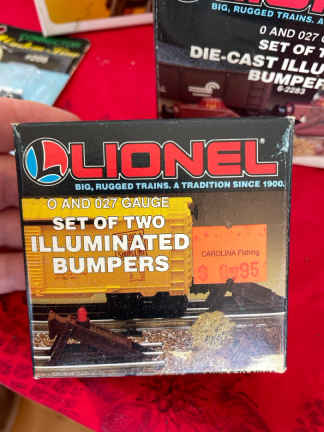 BIG, RUGGED TRAINS. A
O AND 027 GAUGE
SET OF T
DIE-CAST ILLU
BUMPER
6-2283
LIONEL
BIG, RUGGED TRAINS. A TRADITION SINCE 1900.
O AND 027 GAUGE
SET OF TWO
ILLUMINATED
BUMPERS
CAROLINA Fishing